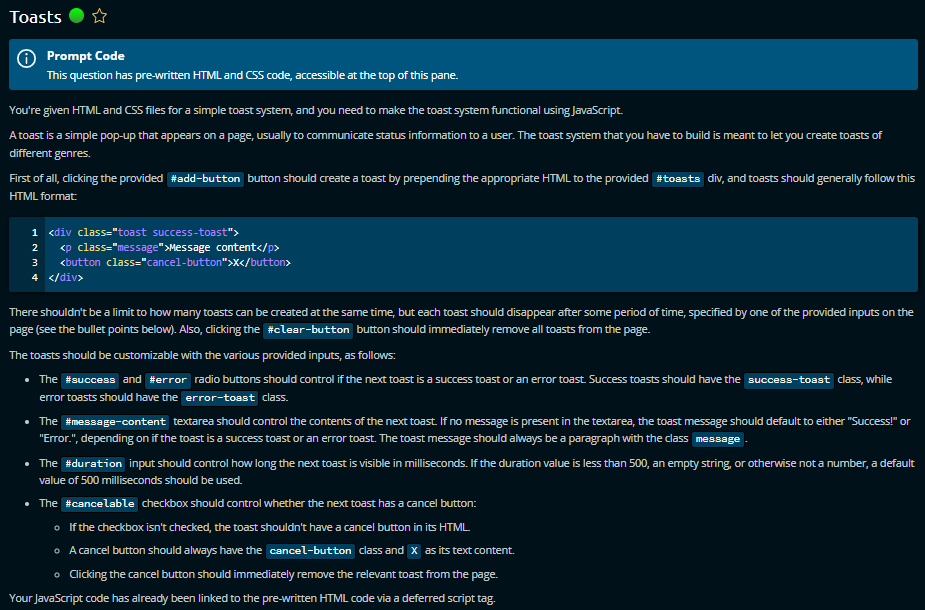 Toasts
Prompt Code
This question has pre-written HTML and CSS code, accessible at the top of this pane.
You're given HTML and CSS files for a simple toast system, and you need to make the toast system functional using JavaScript.
A toast is a simple pop-up that appears on a page, usually to communicate status information to a user. The toast system that you have to build is meant to let you create toasts of
different genres.
First of all, clicking the provided #add-button button should create a toast by prepending the appropriate HTML to the provided #toasts div, and toasts should generally follow this
HTML format:
1 <div class="toast success-toast">
2   <p class="message">Message content</p>
3   <button class="cancel-button">X</button>
4 </div>
There shouldn't be a limit to how many toasts can be created at the same time, but each toast should disappear after some period of time, specified by one of the provided inputs on the
page (see the bullet points below). Also, clicking the #clear-button button should immediately remove all toasts from the page.
The toasts should be customizable with the various provided inputs, as follows:
• The #success and #error radio buttons should control if the next toast is a success toast or an error toast. Success toasts should have the success-toast class, while
error toasts should have the error-toast class.
• The #message-content textarea should control the contents of the next toast. If no message is present in the textarea, the toast message should default to either "Success!" or
"Error.", depending on if the toast is a success toast or an error toast. The toast message should always be a paragraph with the class message.
• The #duration input should control how long the next toast is visible in milliseconds. If the duration value is less than 500, an empty string, or otherwise not a number, a default
value of 500 milliseconds should be used.
• The #cancelable checkbox should control whether the next toast has a cancel button:
◦ If the checkbox isn't checked, the toast shouldn't have a cancel button in its HTML.
◦ A cancel button should always have the cancel-button class and X as its text content.
◦ Clicking the cancel button should immediately remove the relevant toast from the page.
Your JavaScript code has already been linked to the pre-written HTML code via a deferred script tag.